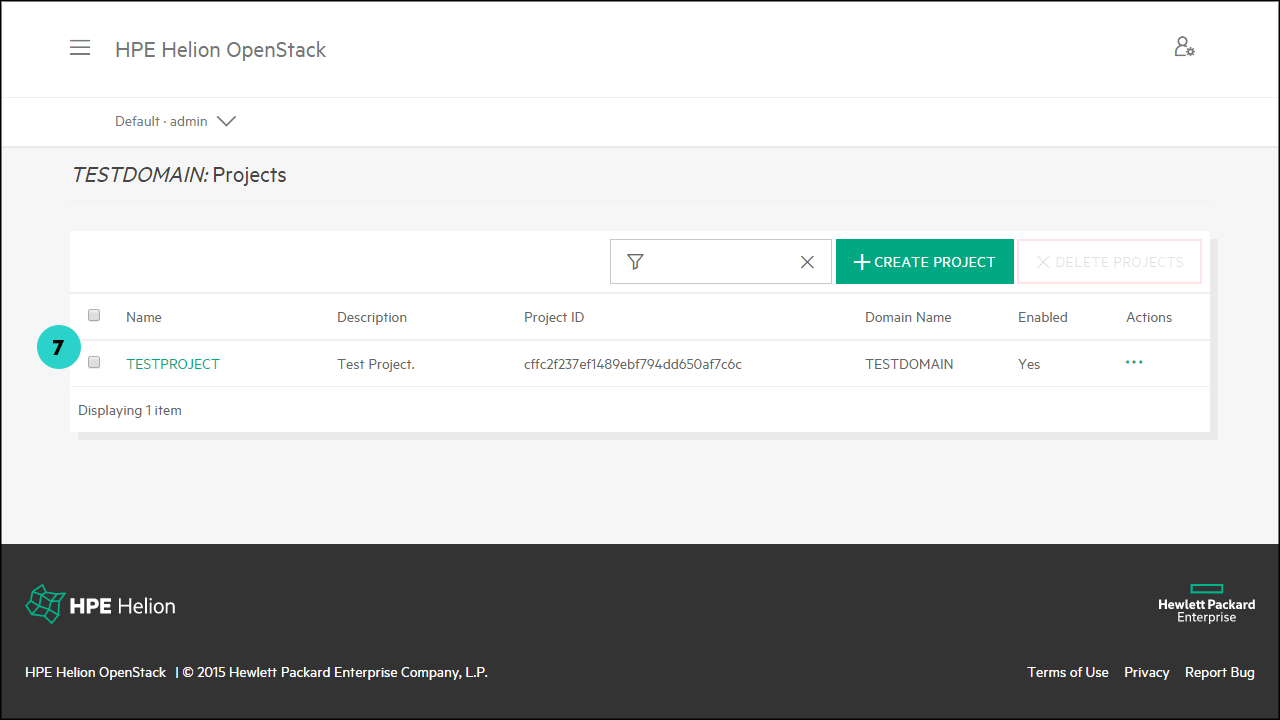 HPE Helion OpenStack
Default · admin
TESTDOMAIN: Projects
CREATE PROJECT DELETE PROJECTS
Name Description Project ID Domain Name Enabled Actions
7
TESTPROJECT Test Project. cffc2f237ef1489ebf794dd650af7c6c TESTDOMAIN Yes
Displaying 1 item
HPE Helion
Hewlett Packard
Enterprise
HPE Helion OpenStack | © 2015 Hewlett Packard Enterprise Company, L.P. Terms of Use Privacy Report Bug